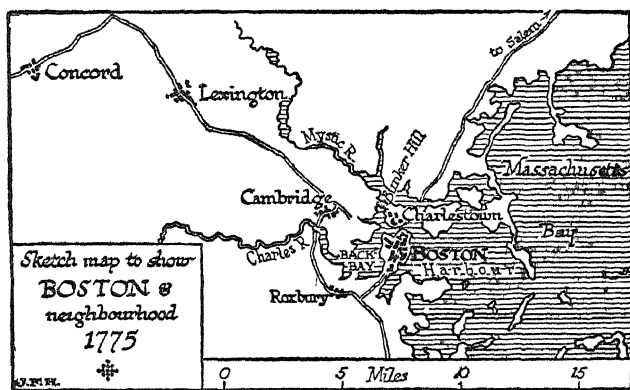 to Salem
Concord
Lexington
Mystic R.
Bunker Hill
Massachusetts
Cambridge
Charlestown
Bay
Charles R.
BACK
BAY
BOSTON
Harbour
Roxbury
Sketch map to show
BOSTON &
neighbourhood
1775
J.F.H.
0 5 Miles 10 15